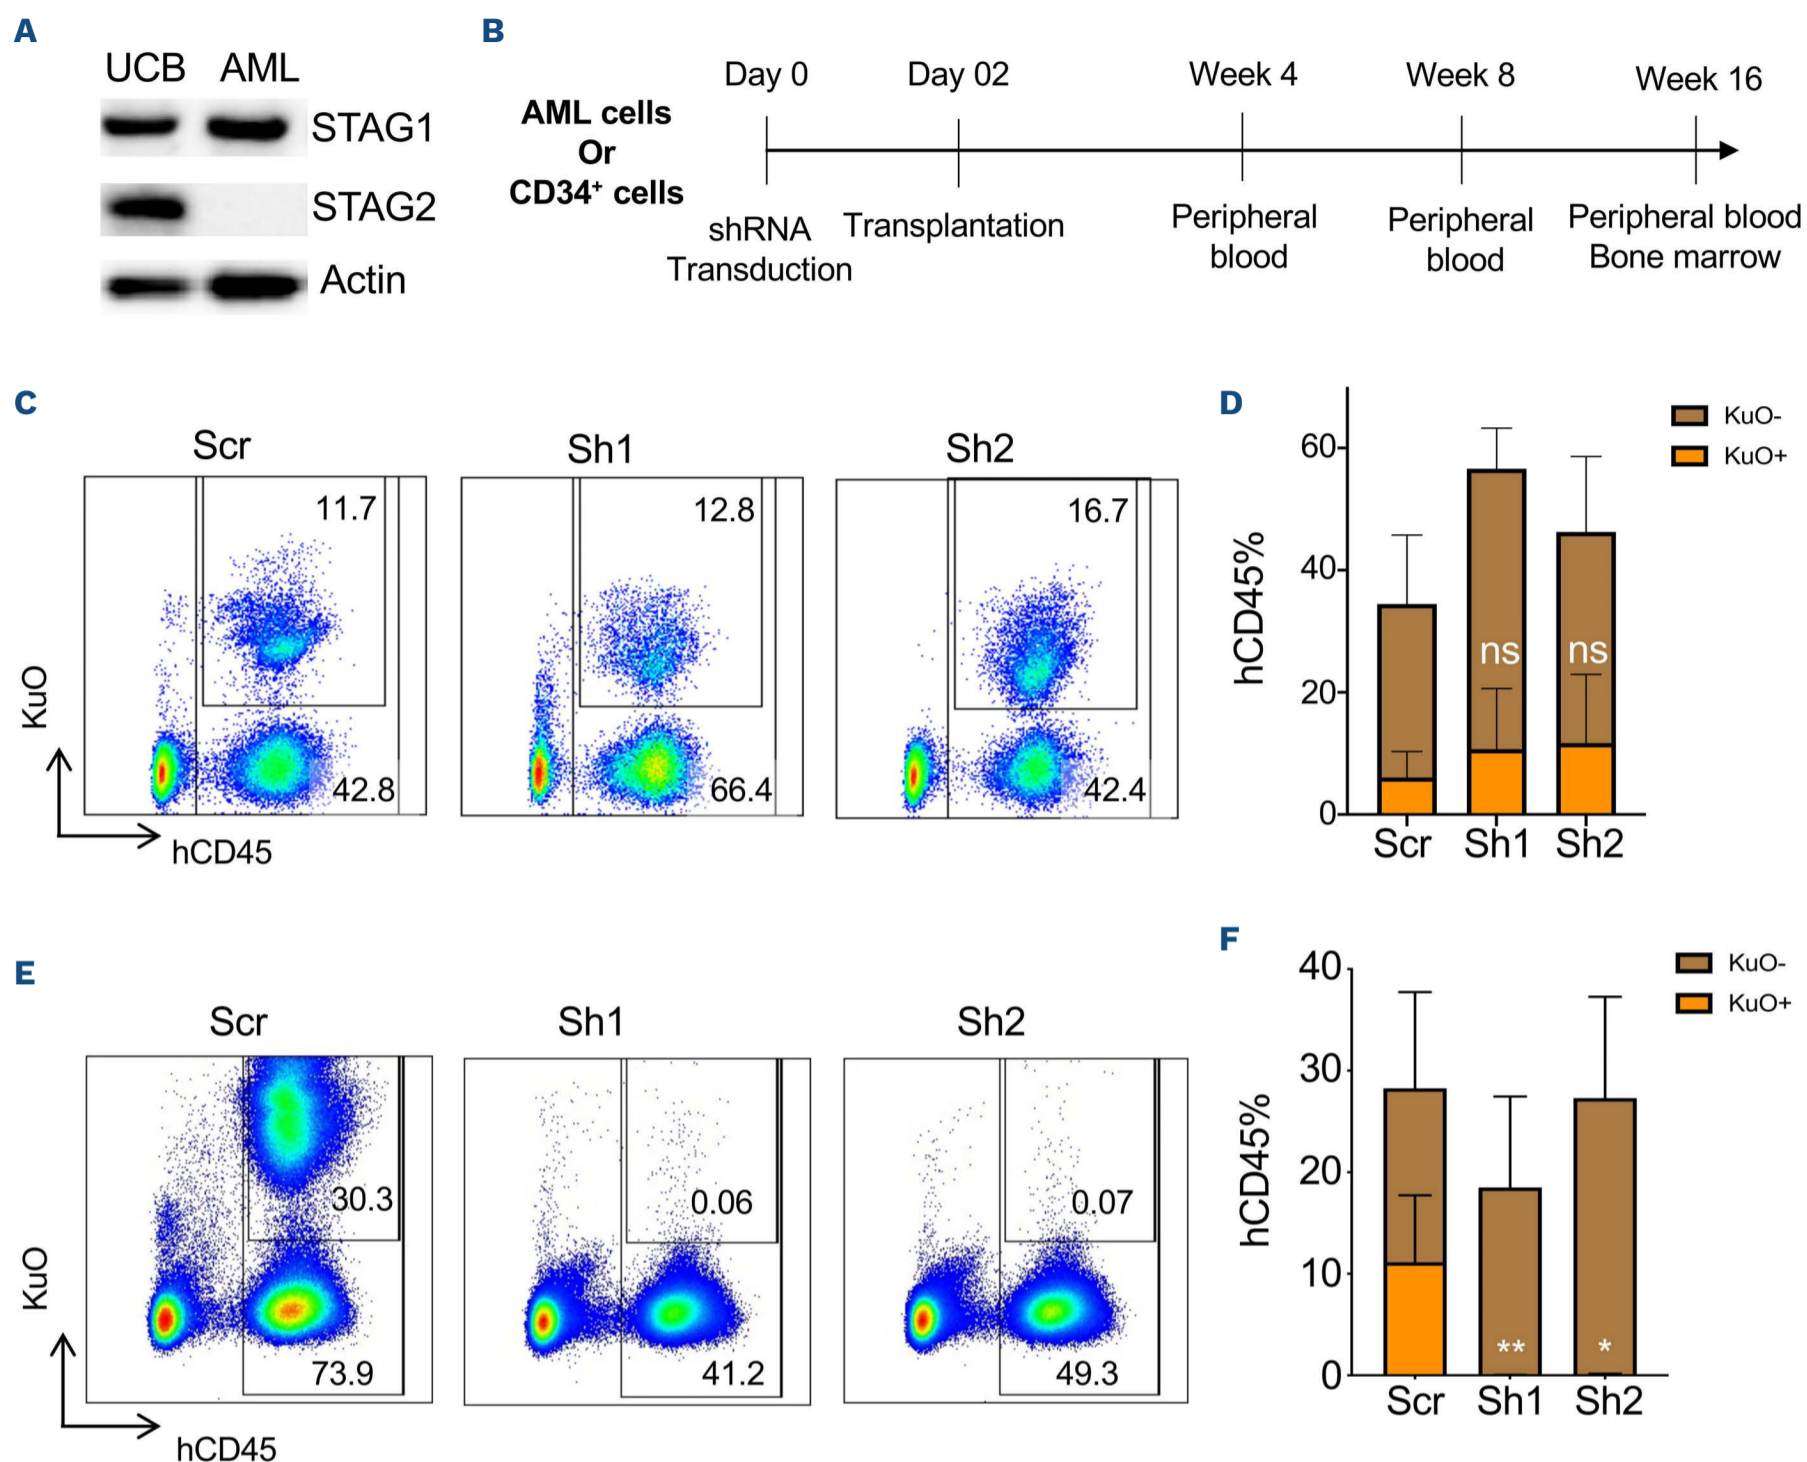 A
UCB AML
STAG1
STAG2
Actin
B
Day 0 Day 02 Week 4 Week 8 Week 16
AML cells
Or
CD34+ cells
shRNA
Transduction
Transplantation
Peripheral
blood
Peripheral
blood
Peripheral blood
Bone marrow
C
Scr Sh1 Sh2
11.7 12.8 16.7
42.8 66.4 42.4
KuO
hCD45
D
KuO-
KuO+
hCD45%
60
40
20
0
ns ns
Scr Sh1 Sh2
E
Scr Sh1 Sh2
30.3 0.06 0.07
73.9 41.2 49.3
KuO
hCD45
F
KuO-
KuO+
hCD45%
40
30
20
10
0
** *
Scr Sh1 Sh2